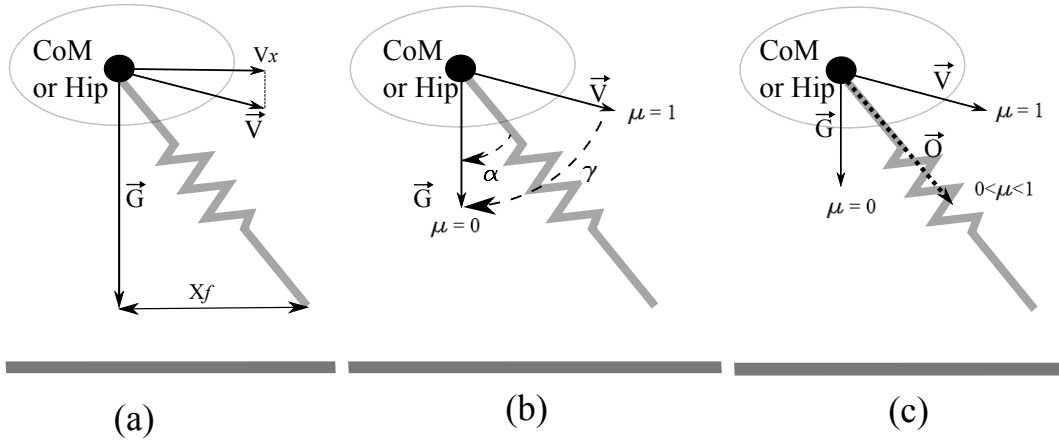 CoM
or Hip
Vx
V⃗
G⃗
Xf
(a)
CoM
or Hip
V⃗
μ = 1
α
γ
G⃗
μ = 0
(b)
CoM
or Hip
V⃗
G⃗
μ = 1
O⃗
0<μ<1
μ = 0
(c)